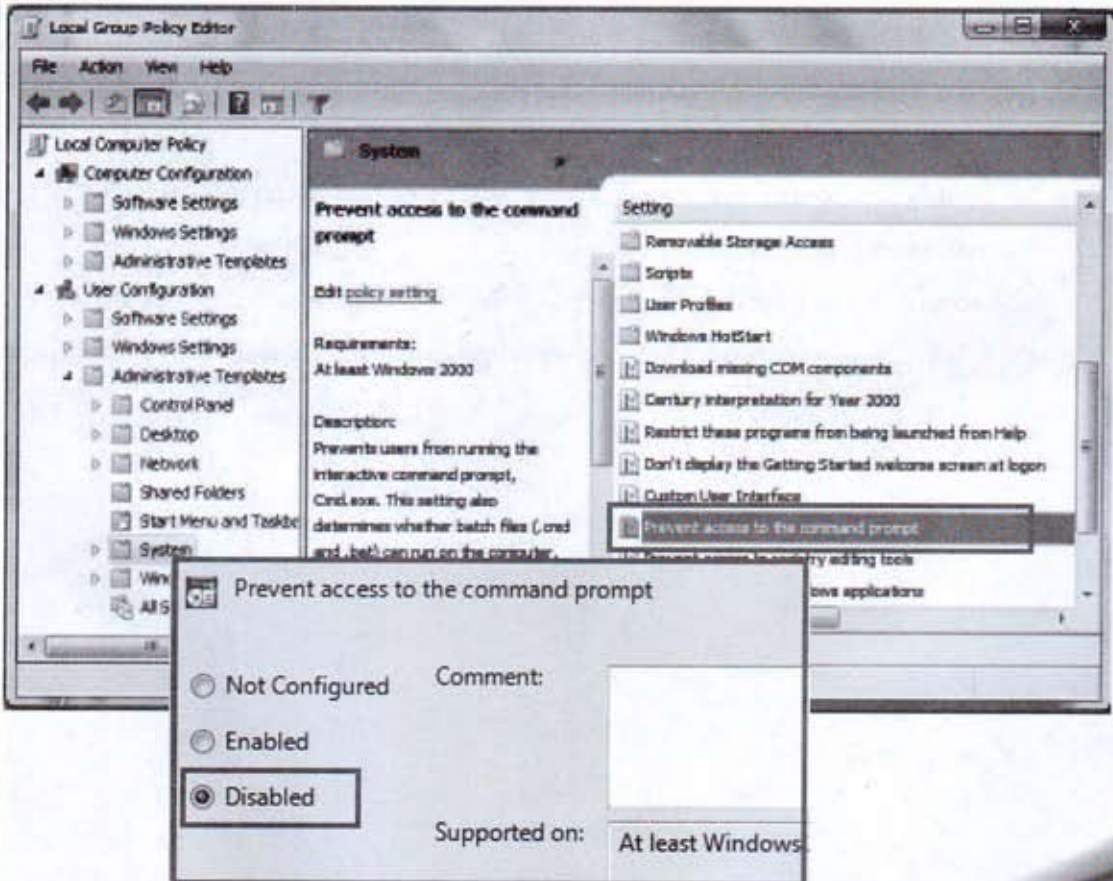 Local Group Policy Editor
File Action View Help
Local Computer Policy
Computer Configuration
Software Settings
Windows Settings
Administrative Templates
User Configuration
Software Settings
Windows Settings
Administrative Templates
Control Panel
Desktop
Network
Shared Folders
Start Menu and Taskba
System
Wind
All S
System
Prevent access to the command
prompt
Edit policy setting
Requirements:
At least Windows 2000
Description:
Prevents users from running the
interactive command prompt,
Cmd.exe. This setting also
determines whether batch files (.cmd
and .bat) can run on the computer.
Setting
Removable Storage Access
Scripts
User Profiles
Windows HotStart
Download missing COM components
Century interpretation for Year 2000
Restrict these programs from being launched from Help
Don't display the Getting Started welcome screen at logon
Custom User Interface
Prevent access to the command prompt
Prevent access to registry editing tools
applications
Prevent access to the command prompt
Not Configured
Enabled
Disabled
Comment:
Supported on:
At least Windows